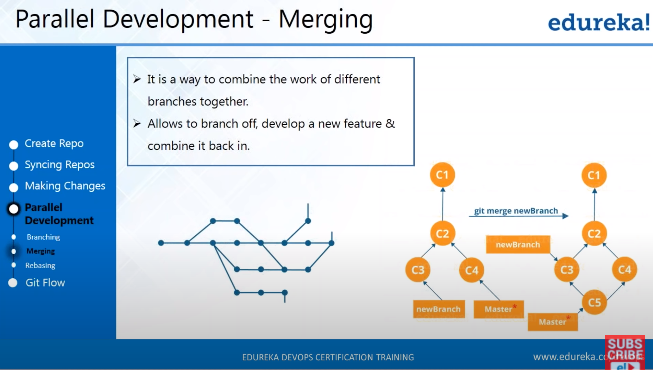 Parallel Development - Merging
edureka!
➢ It is a way to combine the work of different
branches together.
➢ Allows to branch off, develop a new feature &
combine it back in.
Create Repo
Syncing Repos
Making Changes
Parallel
Development
Branching
Merging
Rebasing
Git Flow
C1
C2
C3
C4
newBranch
Master*
git merge newBranch
C1
C2
newBranch
C3
C4
C5
Master*
EDUREKA DEVOPS CERTIFICATION TRAINING
www.edureka.co
SUBS
CRIBE